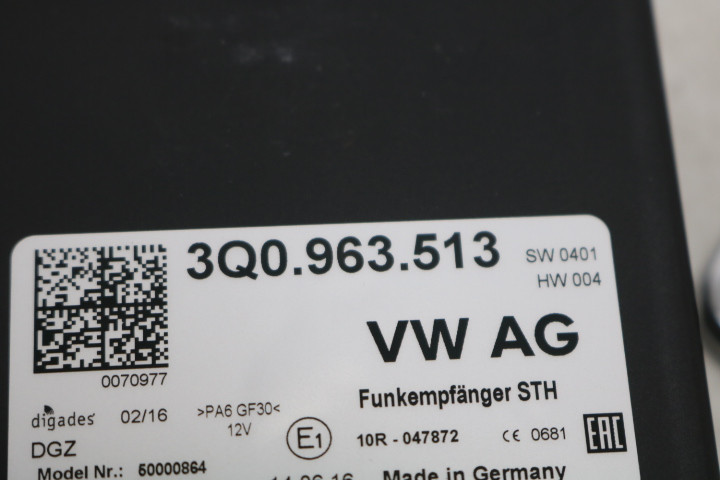 3Q0.963.513 SW 0401
HW 004
VW AG
0070977
Funkempfänger STH
digades 02/16 >PA6 GF30<
12V
E1 10R - 047872 CE 0681 EAC
DGZ
Model Nr.: 50000864
Made in Germany